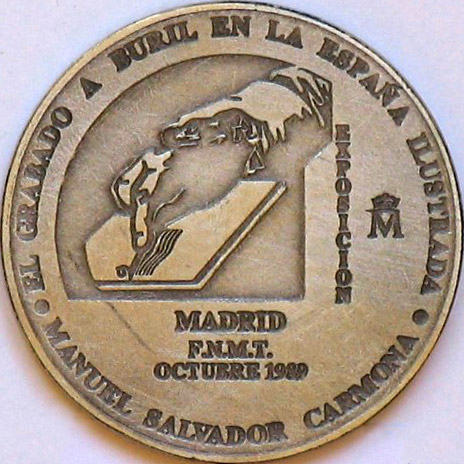 • EL GRABADO A BURIL EN LA ESPAÑA ILUSTRADA •
MANUEL SALVADOR CARMONA
EXPOSICION
M
MADRID
F.N.M.T.
OCTUBRE 1989